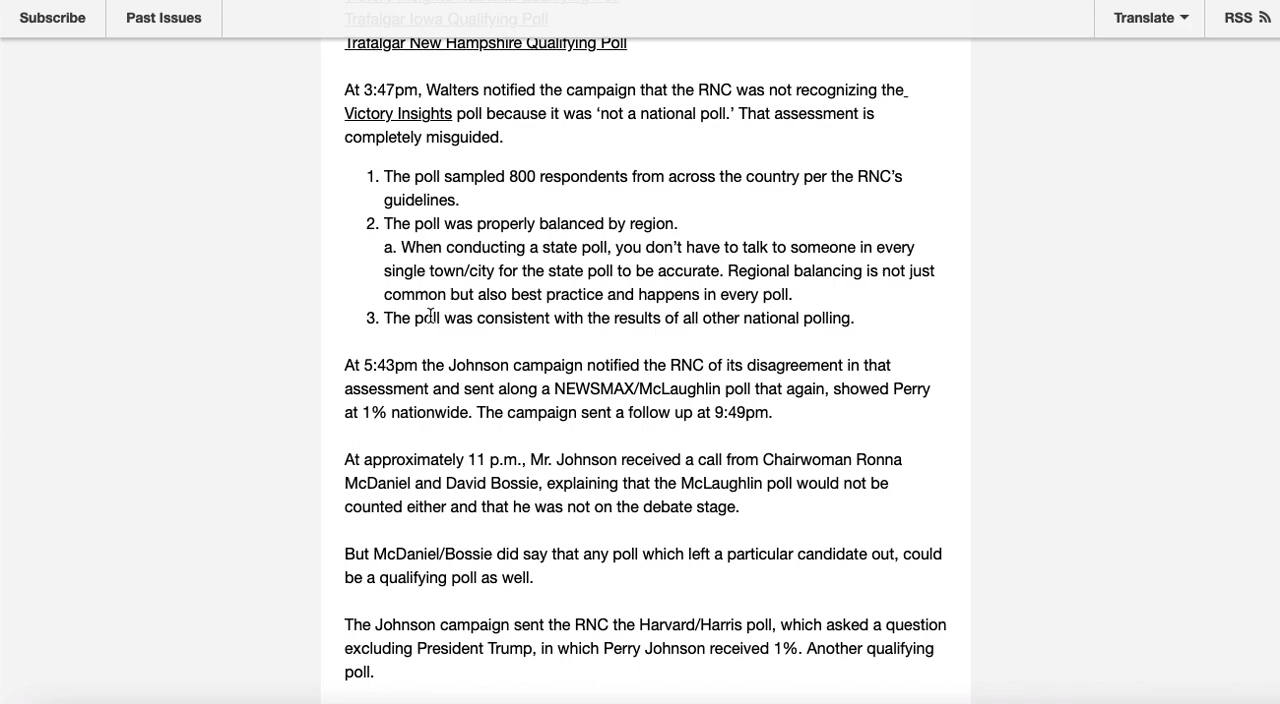 Subscribe
Past Issues
Translate
RSS
Trafalgar Iowa Qualifying Poll
Trafalgar New Hampshire Qualifying Poll
At 3:47pm, Walters notified the campaign that the RNC was not recognizing the
Victory Insights poll because it was ‘not a national poll.’ That assessment is
completely misguided.
1. The poll sampled 800 respondents from across the country per the RNC’s
guidelines.
2. The poll was properly balanced by region.
a. When conducting a state poll, you don’t have to talk to someone in every
single town/city for the state poll to be accurate. Regional balancing is not just
common but also best practice and happens in every poll.
3. The poll was consistent with the results of all other national polling.
At 5:43pm the Johnson campaign notified the RNC of its disagreement in that
assessment and sent along a NEWSMAX/McLaughlin poll that again, showed Perry
at 1% nationwide. The campaign sent a follow up at 9:49pm.
At approximately 11 p.m., Mr. Johnson received a call from Chairwoman Ronna
McDaniel and David Bossie, explaining that the McLaughlin poll would not be
counted either and that he was not on the debate stage.
But McDaniel/Bossie did say that any poll which left a particular candidate out, could
be a qualifying poll as well.
The Johnson campaign sent the RNC the Harvard/Harris poll, which asked a question
excluding President Trump, in which Perry Johnson received 1%. Another qualifying
poll.